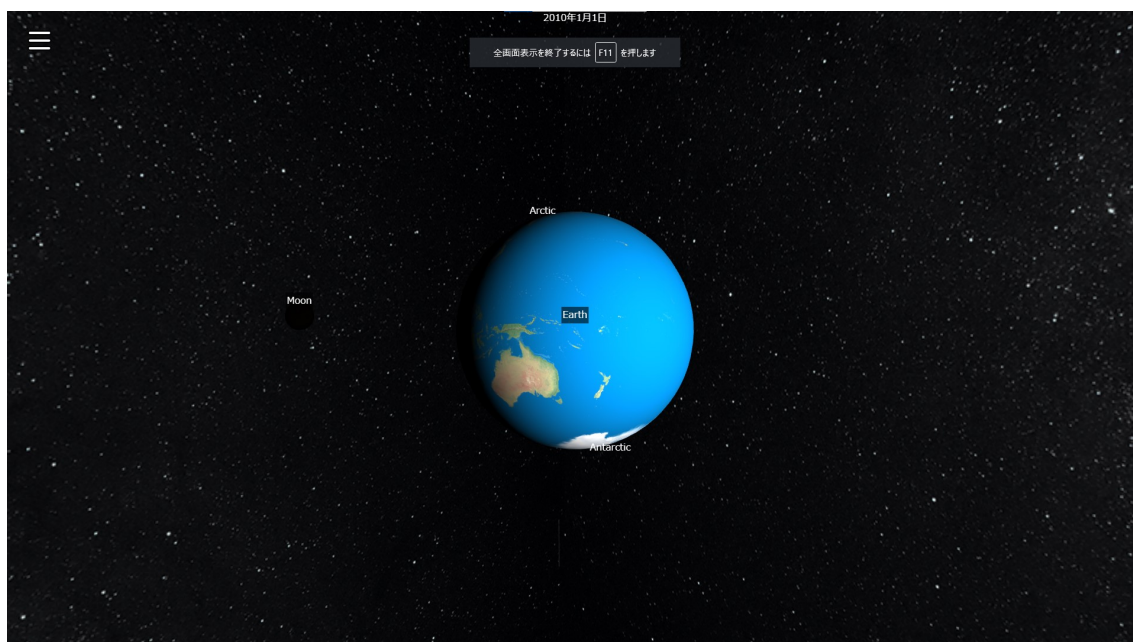 2010年1月1日
全画面表示を終了するには F11 を押します
Arctic
Moon
Earth
Antarctic